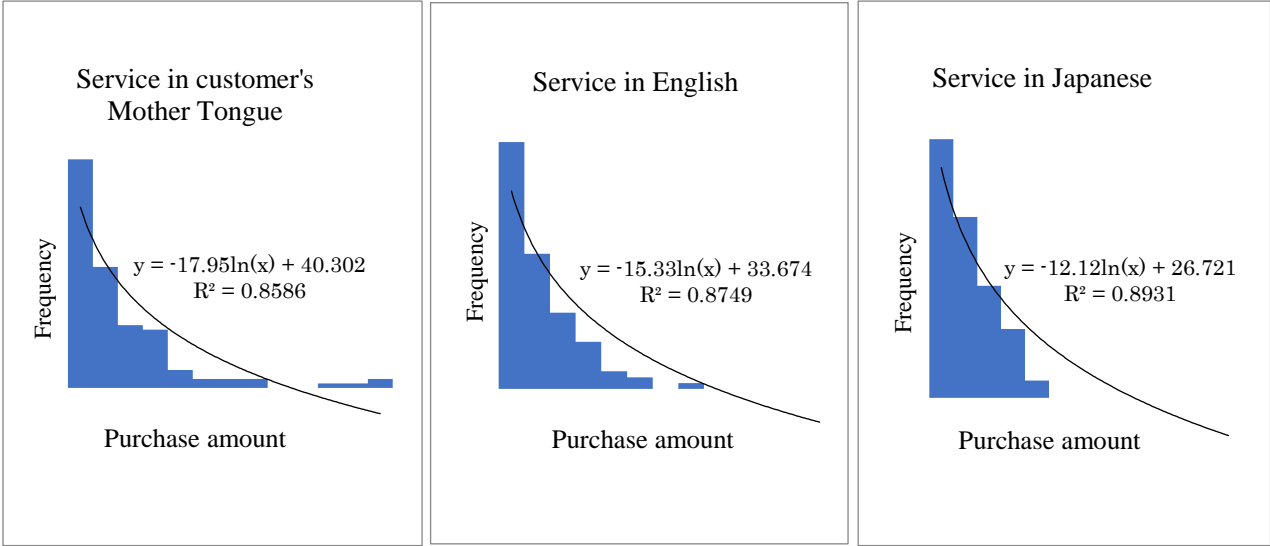 Service in customer's
Mother Tongue
Frequency
y = -17.95ln(x) + 40.302
R² = 0.8586
Purchase amount
Service in English
Frequency
y = -15.33ln(x) + 33.674
R² = 0.8749
Purchase amount
Service in Japanese
Frequency
y = -12.12ln(x) + 26.721
R² = 0.8931
Purchase amount